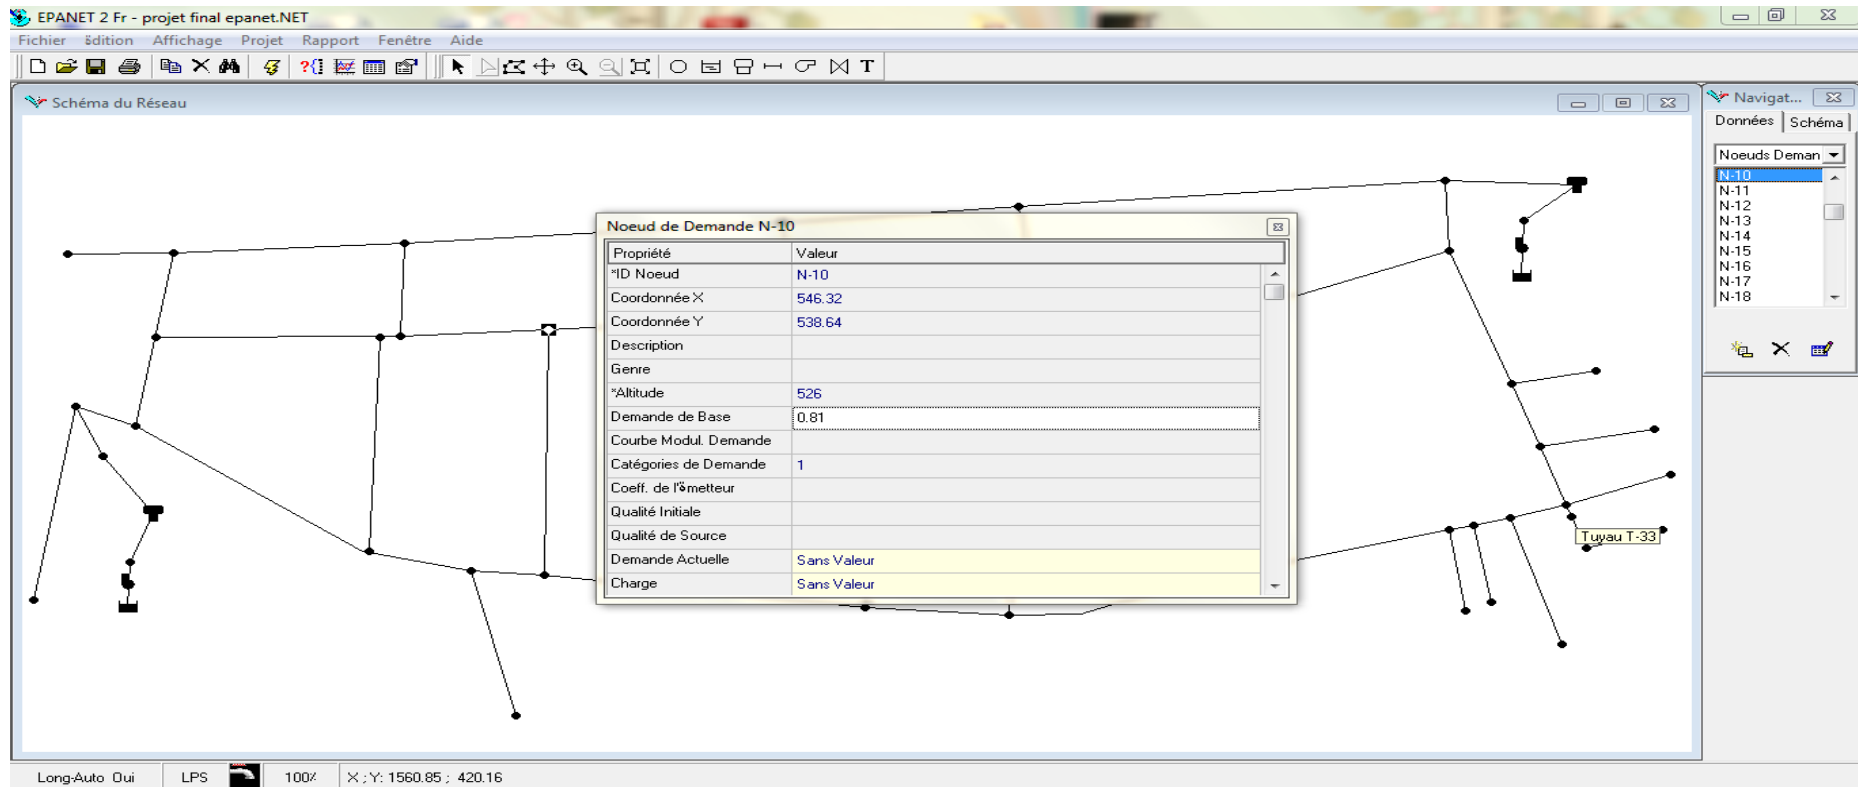 EPANET 2 Fr - projet final epanet.NET
Fichier Édition Affichage Projet Rapport Fenêtre Aide
T
Schéma du Réseau
Navigat...
Données Schéma
Noeuds Deman
N-10
N-11
N-12
N-13
N-14
N-15
N-16
N-17
N-18
Noeud de Demande N-10
Propriété Valeur
*ID Noeud N-10
Coordonnée X 546.32
Coordonnée Y 538.64
Description
Genre
*Altitude 526
Demande de Base 0.81
Courbe Modul. Demande
Catégories de Demande 1
Coeff. de l'Émetteur
Qualité Initiale
Qualité de Source
Demande Actuelle Sans Valeur
Charge Sans Valeur
Tuyau T-33
Long-Auto Oui LPS 100% X ; Y: 1560.85 ; 420.16